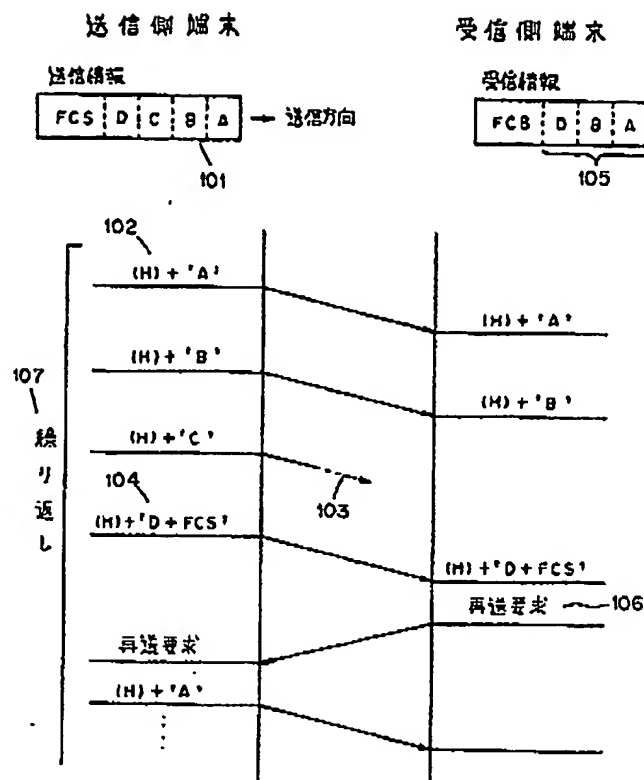 送信側端末
受信側端末
送信情報
受信情報
FCS D C B A → 送信方向
FCB D B A
101
105
102
(H)+'A'
(H)+'A'
(H)+'B'
(H)+'B'
107
繰り返し
(H)+'C'
103
104
(H)+'D+FCS'
(H)+'D+FCS'
再送要求
106
再送要求
(H)+'A'